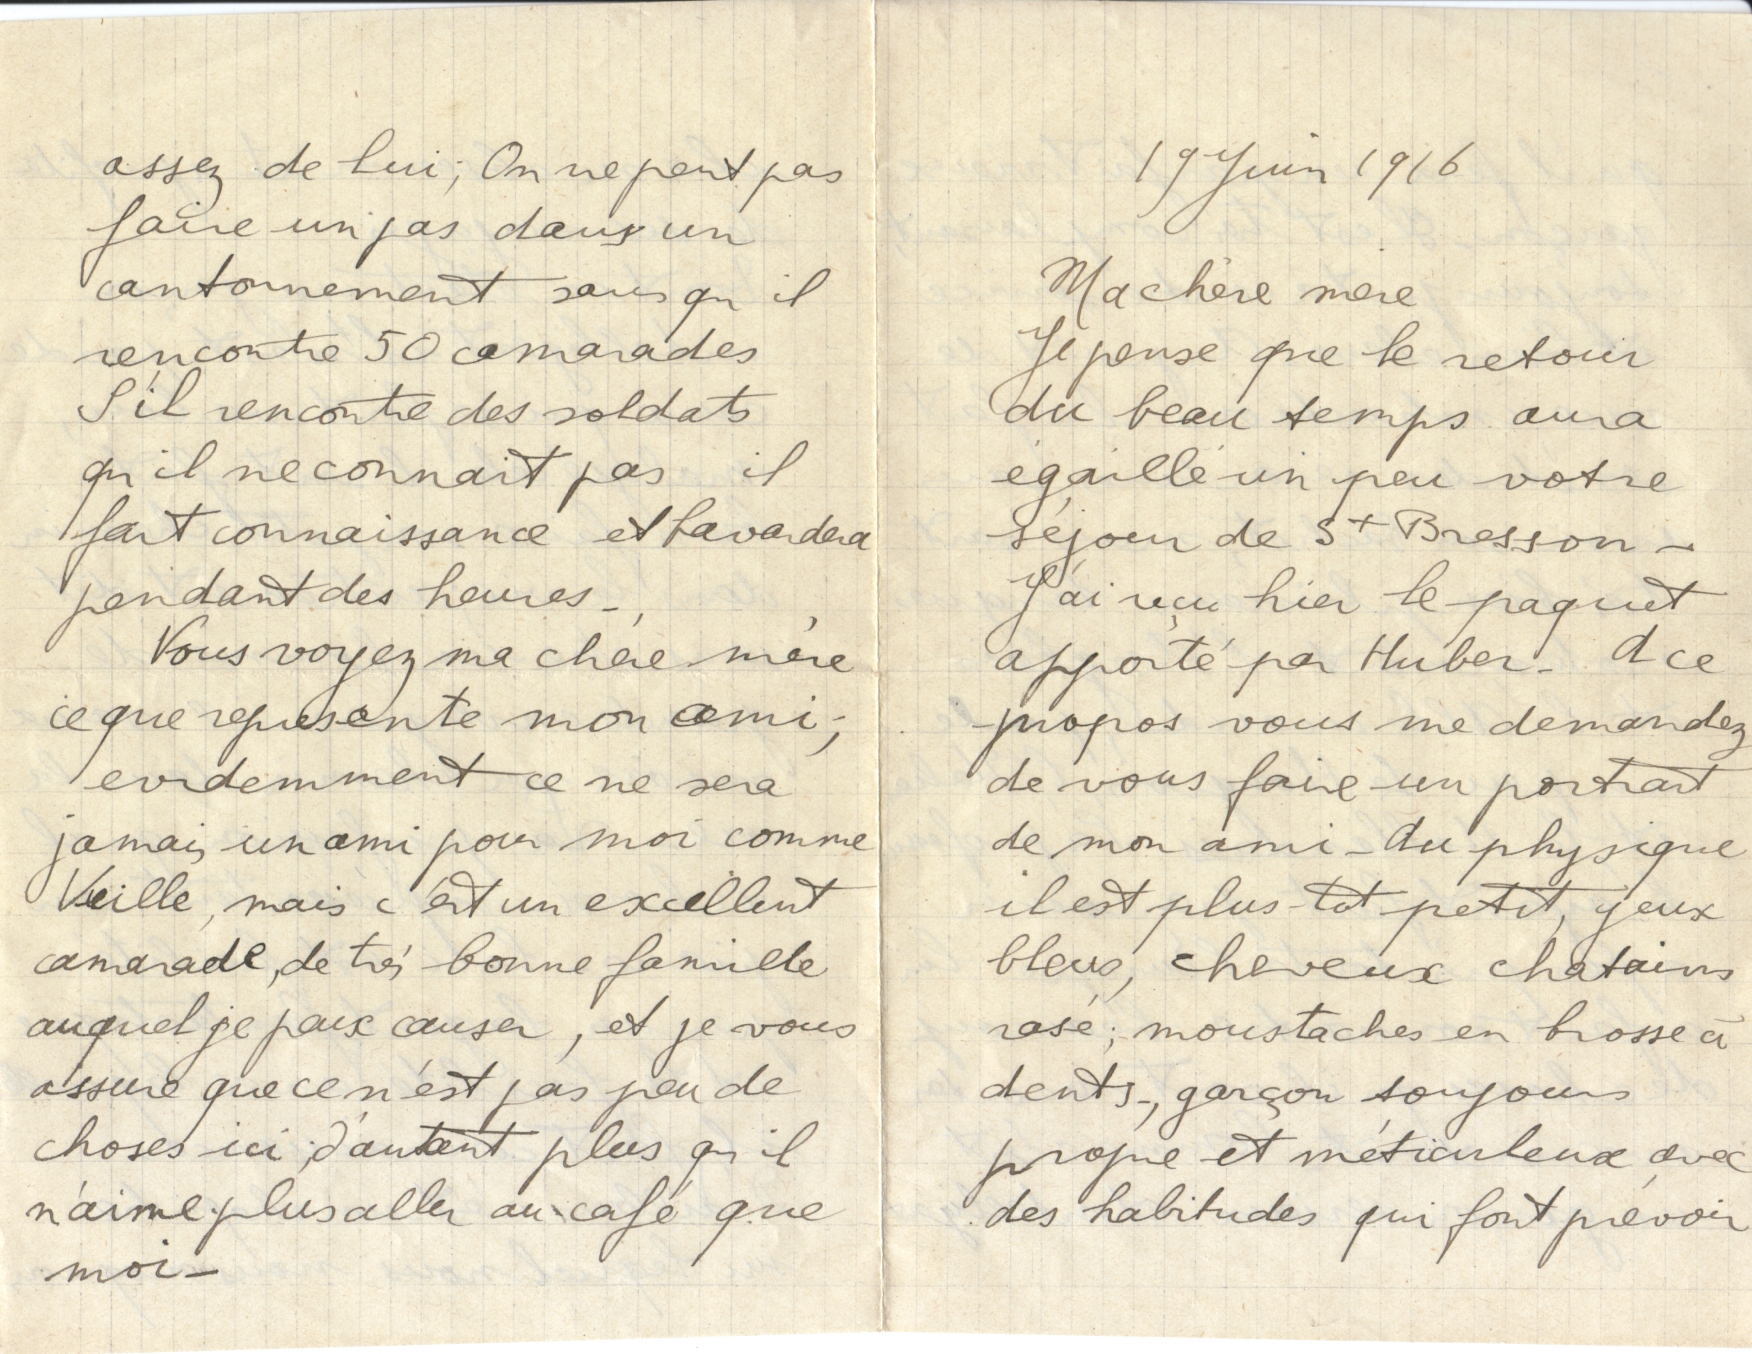 19 Juin 1916
Ma chère mère
Je pense que le retour
du beau temps aura
égaillé un peu votre
séjour de St Bresson -
J'ai reçu hier le paquet
apporté par Huber - A ce
propos vous me demandez
de vous faire un portrait
de mon ami - Au physique
il est plus-tôt petit, yeux
bleus, cheveux chatains
rasé; moustaches en brosse à
dents -, garçon toujours
propre et méticuleux avec
des habitudes qui font prévoir
assez de lui; On ne peut pas
faire un pas dans un
cantonnement sans qu'il
rencontre 50 camarades
S'il rencontre des soldats
qu'il ne connait pas il
fait connaissance et bavardera
pendant des heures -
Vous voyez ma chère mère
ce que représente mon ami;
evidemment ce ne sera
jamais un ami pour moi comme
Veille, mais c'est un excellent
camarade, de très bonne famille
auquel je peux causer, et je vous
assure que ce n'est pas peu de
choses ici; d'autant plus qu'il
n'aime plus aller au café que
moi -